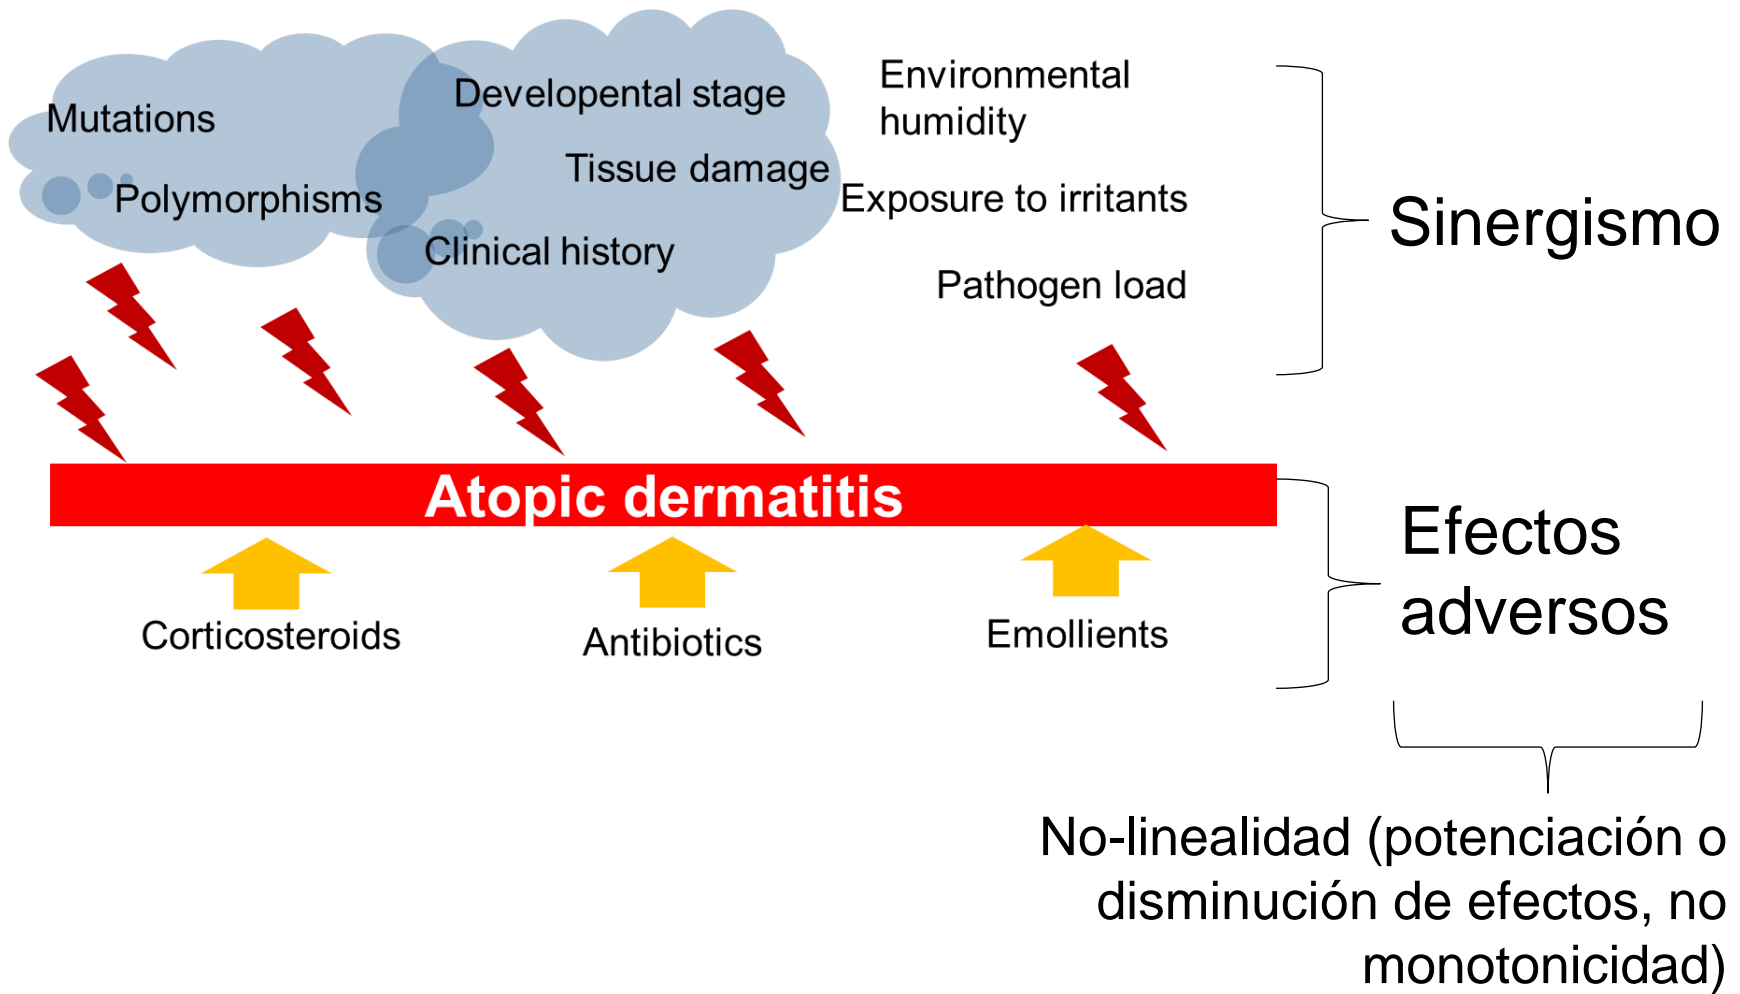 Mutations
Polymorphisms
Developental stage
Tissue damage
Clinical history
Environmental
humidity
Exposure to irritants
Pathogen load
Sinergismo
Atopic dermatitis
Corticosteroids
Antibiotics
Emollients
Efectos
adversos
No-linealidad (potenciación o
disminución de efectos, no
monotonicidad)